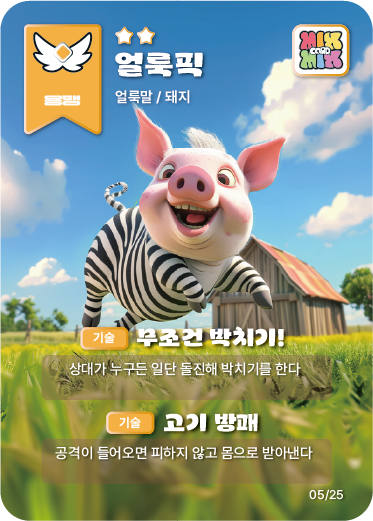 얼룩픽
MIX
CARD
MIX
용맹
얼룩말 / 돼지
기술 무조건 박치기!
상대가 누구든 일단 돌진해 박치기를 한다
기술 고기 방패
공격이 들어오면 피하지 않고 몸으로 받아낸다
05/25